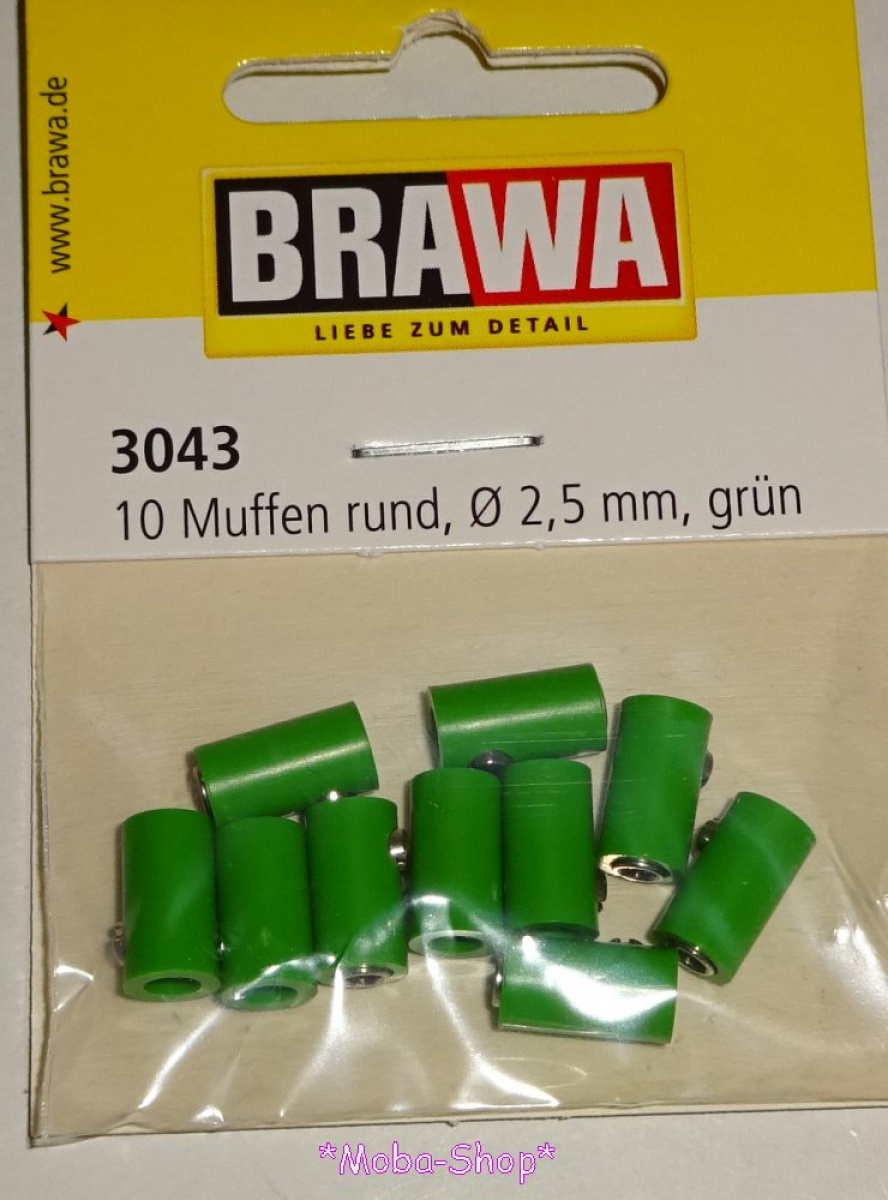 www.brawa.de
BRAWA
LIEBE ZUM DETAIL
3043
10 Muffen rund, Ø 2,5 mm, grün
*Moba-Shop*